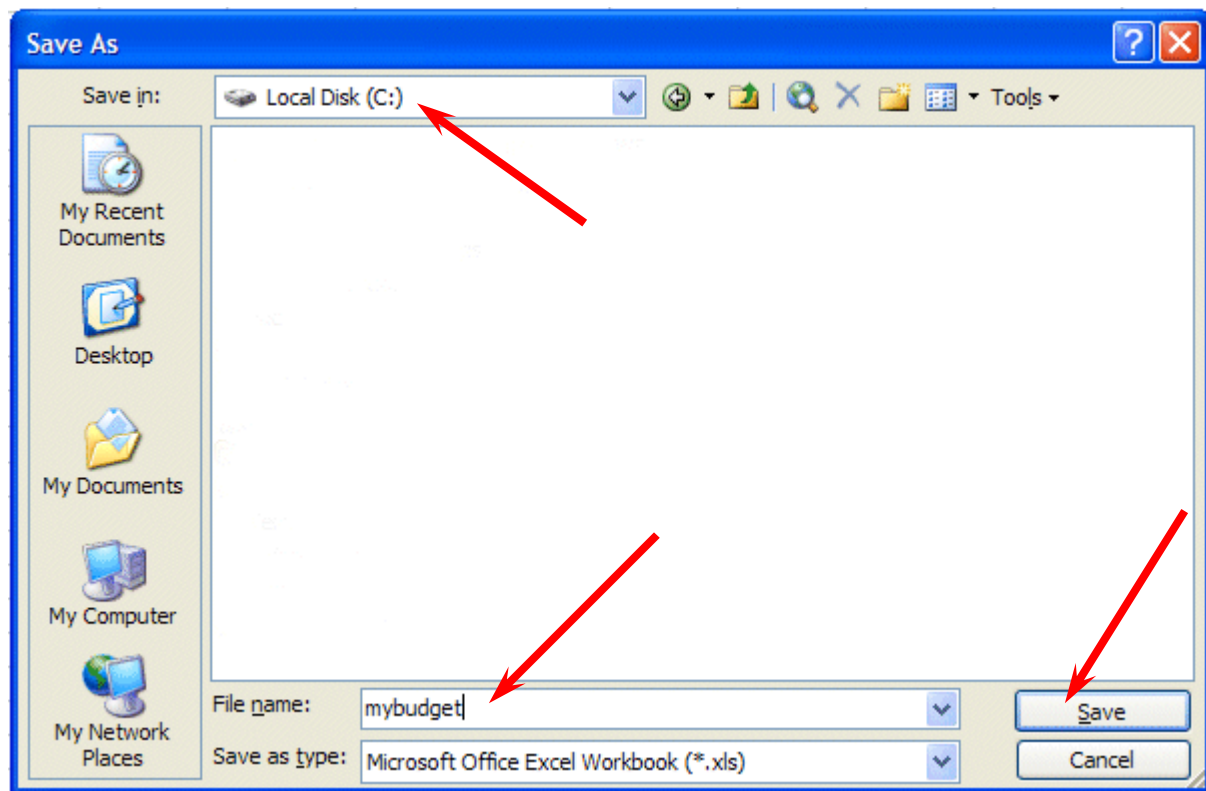 Save As
Save in:
Local Disk (C:)
Tools
My Recent
Documents
Desktop
My Documents
My Computer
My Network
Places
File name:
mybudget
Save
Save as type:
Microsoft Office Excel Workbook (*.xls)
Cancel